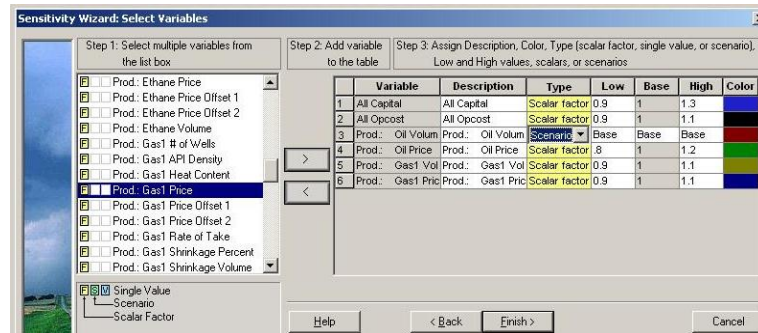 Sensitivity Wizard: Select Variables
Step 1: Select multiple variables from
the list box
Step 2: Add variable
to the table
Step 3: Assign Description, Color, Type (scalar factor, single value, or scenario),
Low and High values, scalars, or scenarios
F Prod.: Ethane Price
F Prod.: Ethane Price Offset 1
F Prod.: Ethane Price Offset 2
F Prod.: Ethane Volume
F Prod.: Gas1 # of Wells
F Prod.: Gas1 API Density
F Prod.: Gas1 Heat Content
F Prod.: Gas1 Price
F Prod.: Gas1 Price Offset 1
F Prod.: Gas1 Price Offset 2
F Prod.: Gas1 Rate of Take
F Prod.: Gas1 Shrinkage Percent
F Prod.: Gas1 Shrinkage Volume
> 
<
Variable Description Type Low Base High Color
1 All Capital All Capital Scalar factor 0.9 1 1.3
2 All Opcost All Opcost Scalar factor 0.9 1 1.1
3 Prod.: Oil Volum Prod.: Oil Volum Scenario Base Base Base
4 Prod.: Oil Price Prod.: Oil Price Scalar factor .8 1 1.2
5 Prod.: Gas1 Vol Prod.: Gas1 Vol Scalar factor 0.9 1 1.1
6 Prod.: Gas1 Pric Prod.: Gas1 Pric Scalar factor 0.9 1 1.1
F S V Single Value
Scenario
Scalar Factor
Help
< Back
Finish >
Cancel